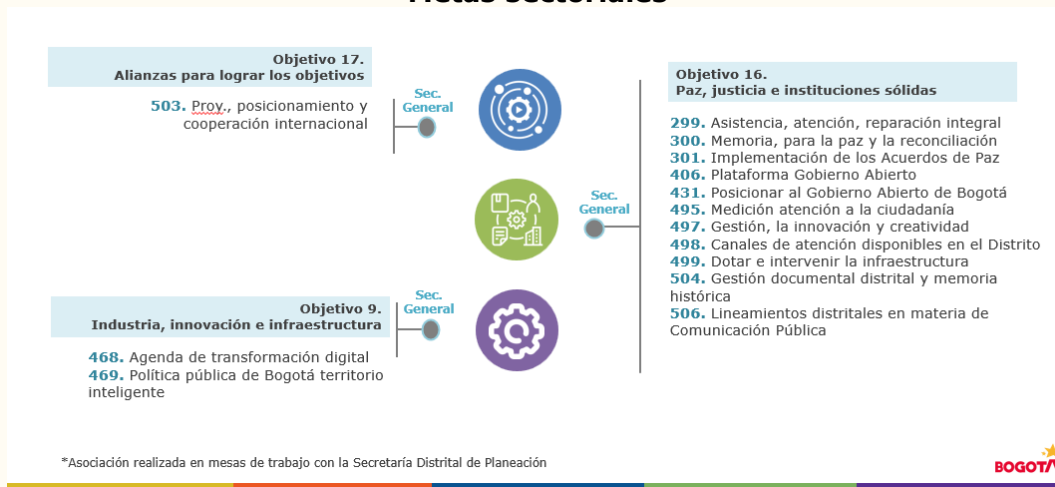 Metas sectoriales
Objetivo 17.
Alianzas para lograr los objetivos
503. Proy., posicionamiento y
cooperación internacional
Sec.
General
Objetivo 9.
Industria, innovación e infraestructura
468. Agenda de transformación digital
469. Política pública de Bogotá territorio
inteligente
Sec.
General
Sec.
General
Objetivo 16.
Paz, justicia e instituciones sólidas
299. Asistencia, atención, reparación integral
300. Memoria, para la paz y la reconciliación
301. Implementación de los Acuerdos de Paz
406. Plataforma Gobierno Abierto
431. Posicionar al Gobierno Abierto de Bogotá
495. Medición atención a la ciudadanía
497. Gestión, la innovación y creatividad
498. Canales de atención disponibles en el Distrito
499. Dotar e intervenir la infraestructura
504. Gestión documental distrital y memoria
histórica
506. Lineamientos distritales en materia de
Comunicación Pública
*Asociación realizada en mesas de trabajo con la Secretaría Distrital de Planeación
BOGOTÁ